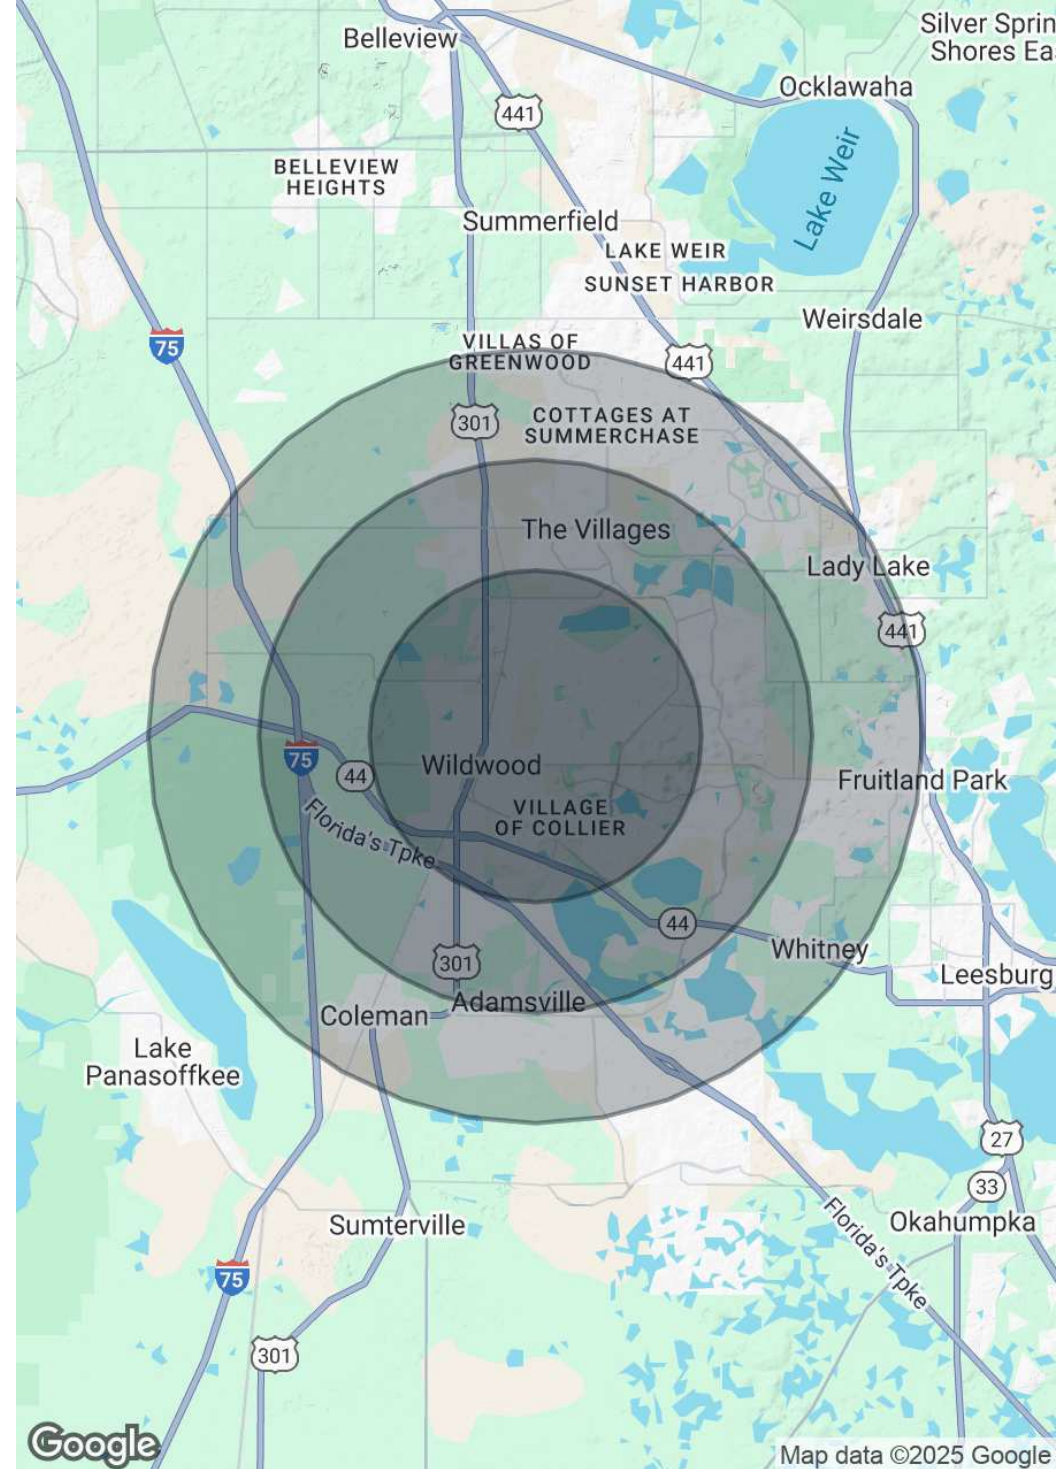 Silver Sprin
Shores Ea
Belleview
Ocklawaha
441
Lake Weir
BELLEVIEW
HEIGHTS
Summerfield
LAKE WEIR
SUNSET HARBOR
Weirsdale
75
VILLAS OF
GREENWOOD
441
301
COTTAGES AT
SUMMERCHASE
The Villages
Lady Lake
441
75
44
Wildwood
Fruitland Park
Florida's Tpke
VILLAGE
OF COLLIER
44
Whitney
301
Leesburg
Adamsville
Coleman
Lake
Panasoffkee
27
33
Sumterville
Okahumpka
Florida's Tpke
75
301
Google
Map data ©2025 Google